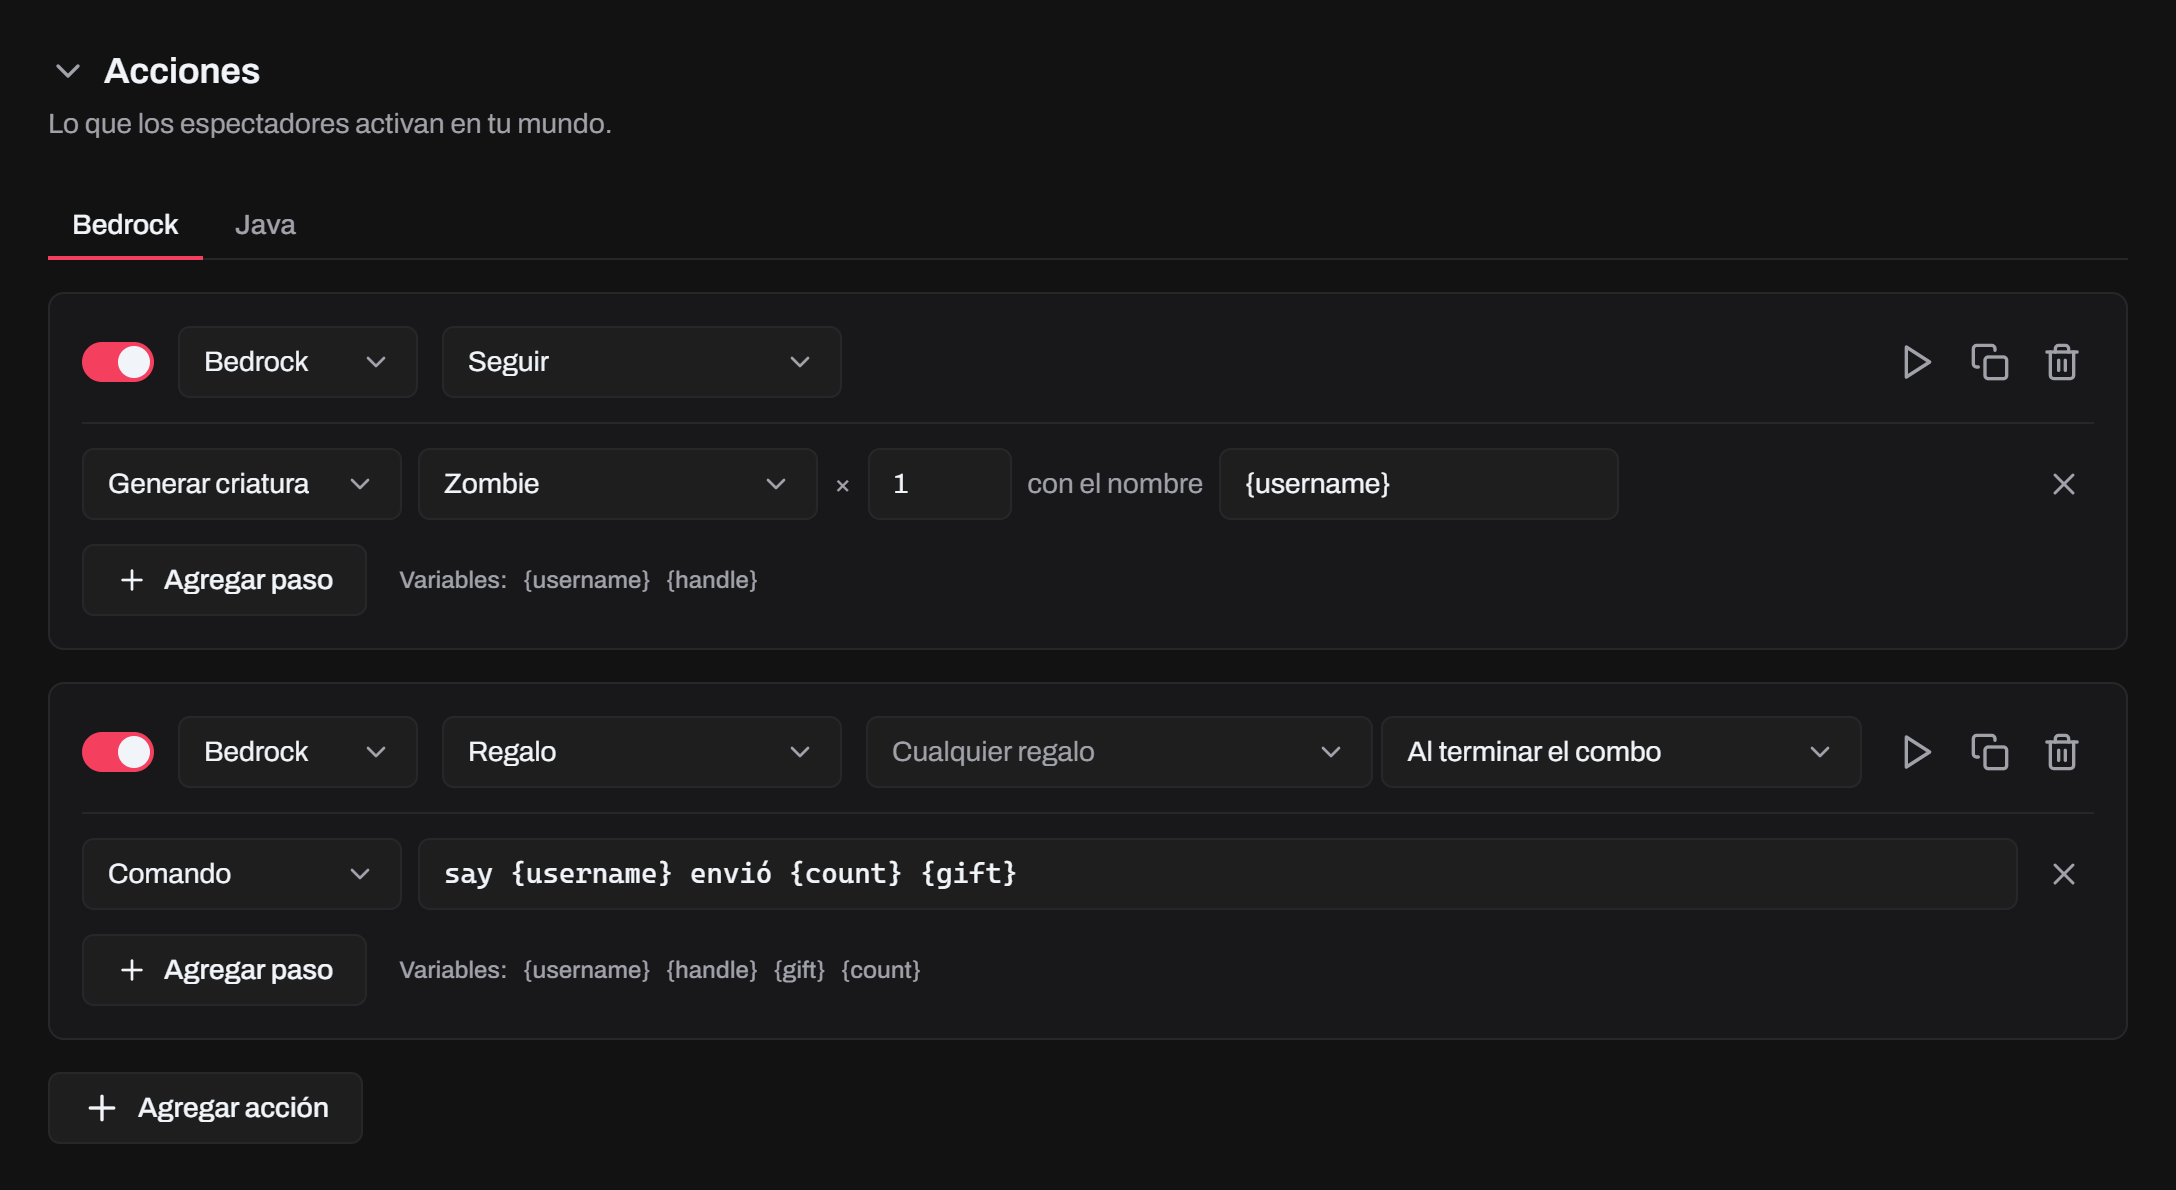 Acciones
Lo que los espectadores activan en tu mundo.
Bedrock Java
Bedrock Seguir
Generar criatura Zombie × 1 con el nombre {username}
+ Agregar paso Variables: {username} {handle}
Bedrock Regalo Cualquier regalo Al terminar el combo
Comando say {username} envió {count} {gift}
+ Agregar paso Variables: {username} {handle} {gift} {count}
+ Agregar acción